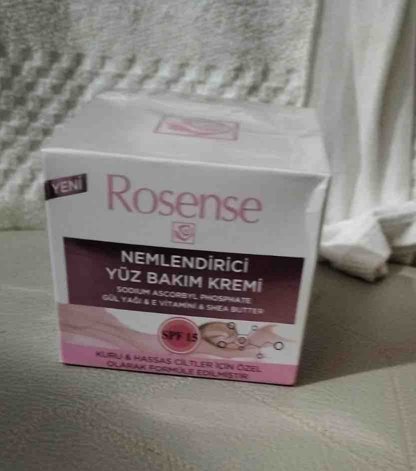 YENİ
Rosense
NEMLENDİRİCİ
YÜZ BAKIM KREMİ
SODIUM ASCORBYL PHOSPHATE
GÜL YAĞI & E VİTAMİNİ & SHEA BUTTER
SPF 15
KURU & HASSAS CİLTLER İÇİN ÖZEL
OLARAK FORMÜLE EDİLMİŞTİR